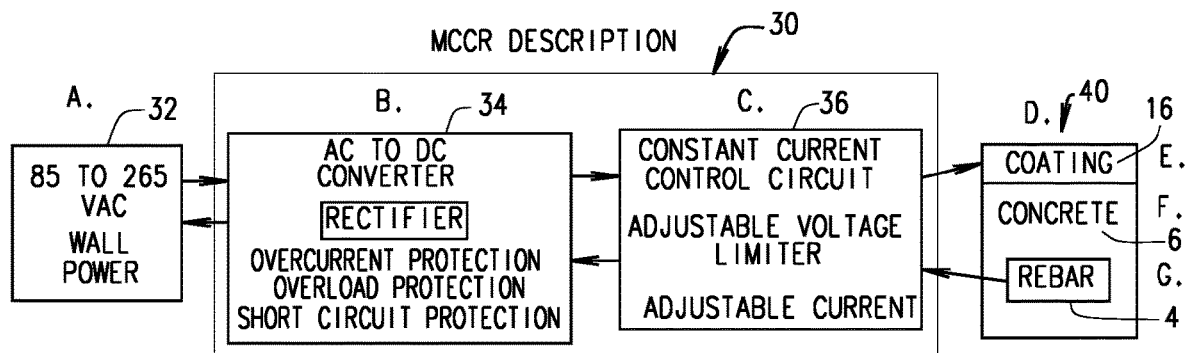 MCCR DESCRIPTION
30
A.
32
85 TO 265
VAC
WALL
POWER
B.
34
AC TO DC
CONVERTER
RECTIFIER
OVERCURRENT PROTECTION
OVERLOAD PROTECTION
SHORT CIRCUIT PROTECTION
C.
36
CONSTANT CURRENT
CONTROL CIRCUIT
ADJUSTABLE VOLTAGE
LIMITER
ADJUSTABLE CURRENT
D.
40
16
COATING
E.
CONCRETE
F.
6
REBAR
G.
4